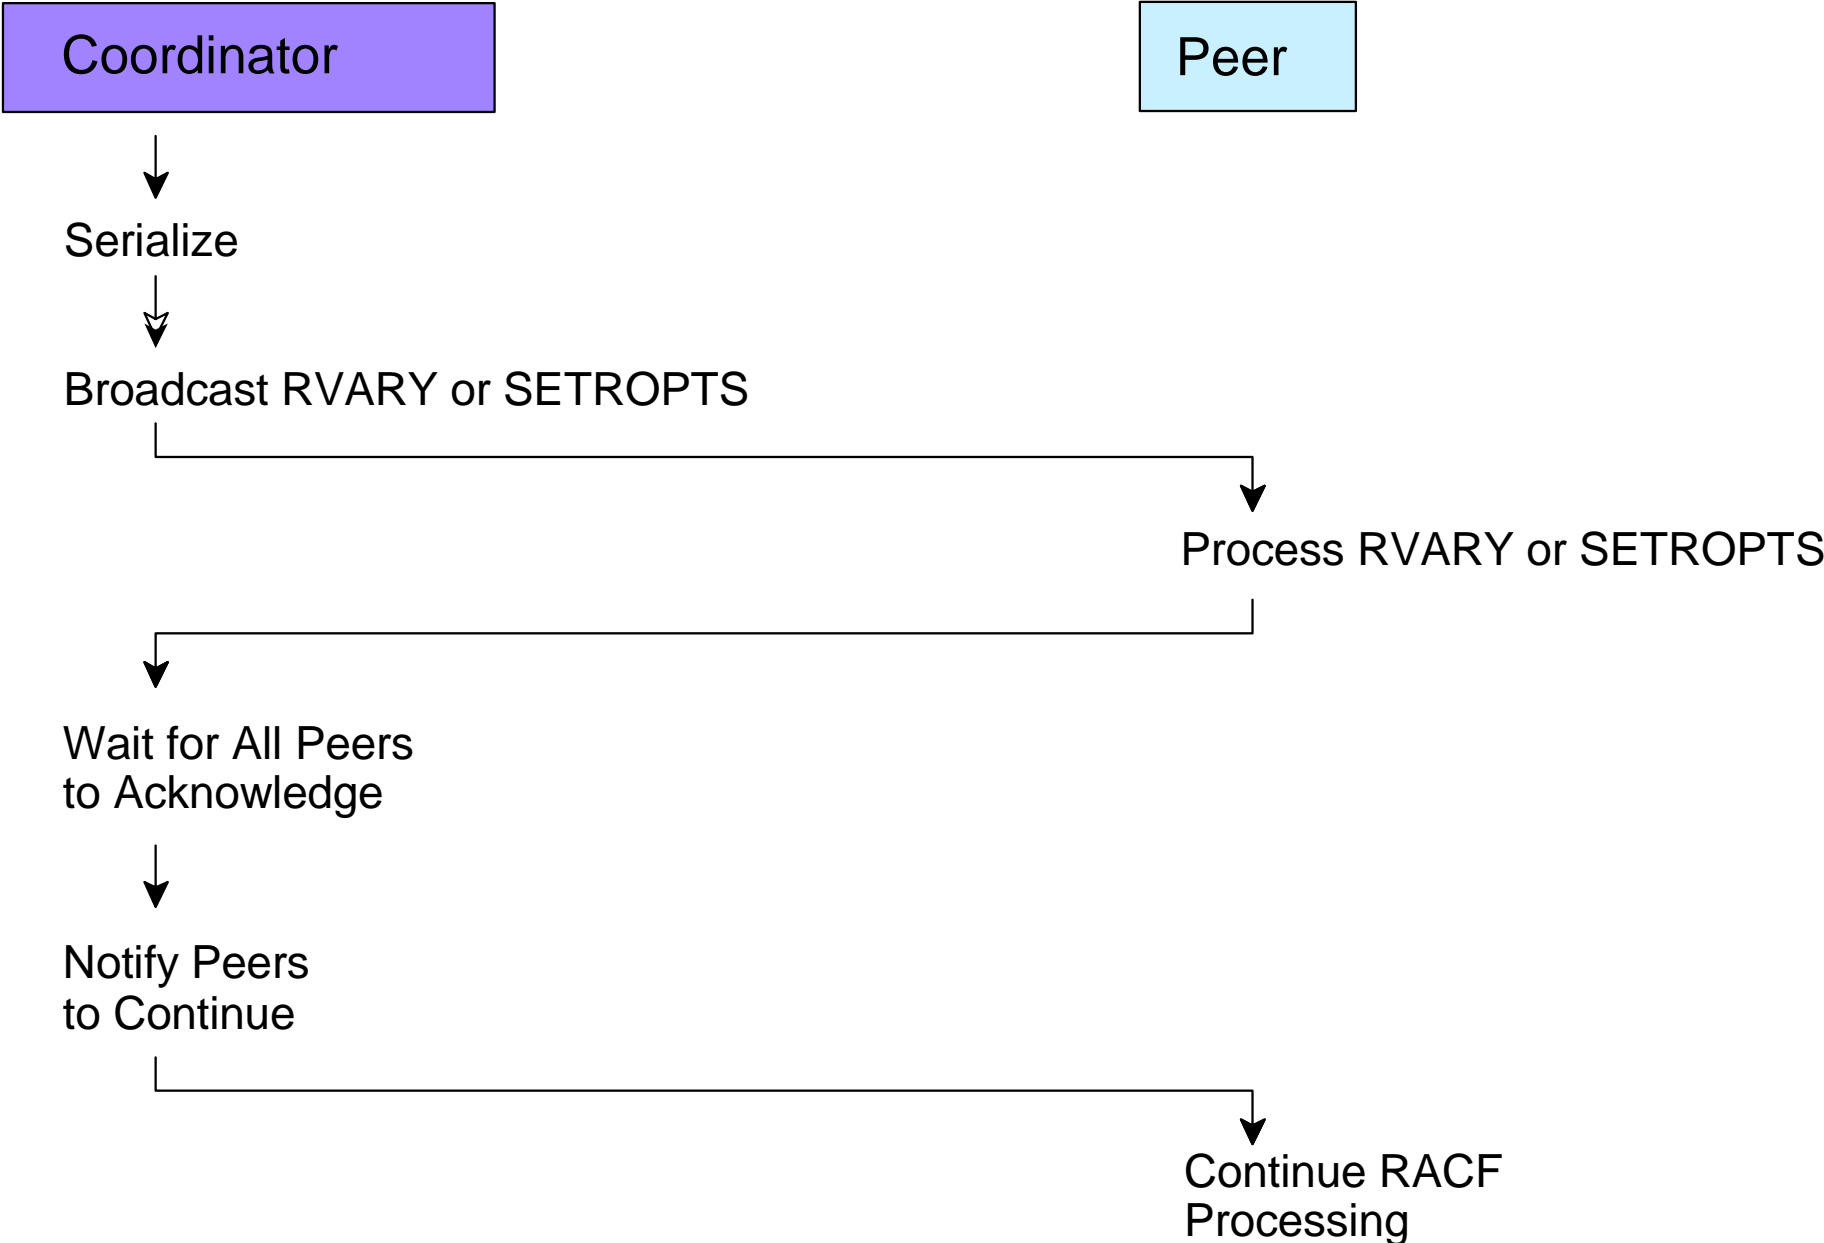 Coordinator
Peer
Serialize
Broadcast RVARY or SETROPTS
Process RVARY or SETROPTS
Wait for All Peers
to Acknowledge
Notify Peers
to Continue
Continue RACF
Processing